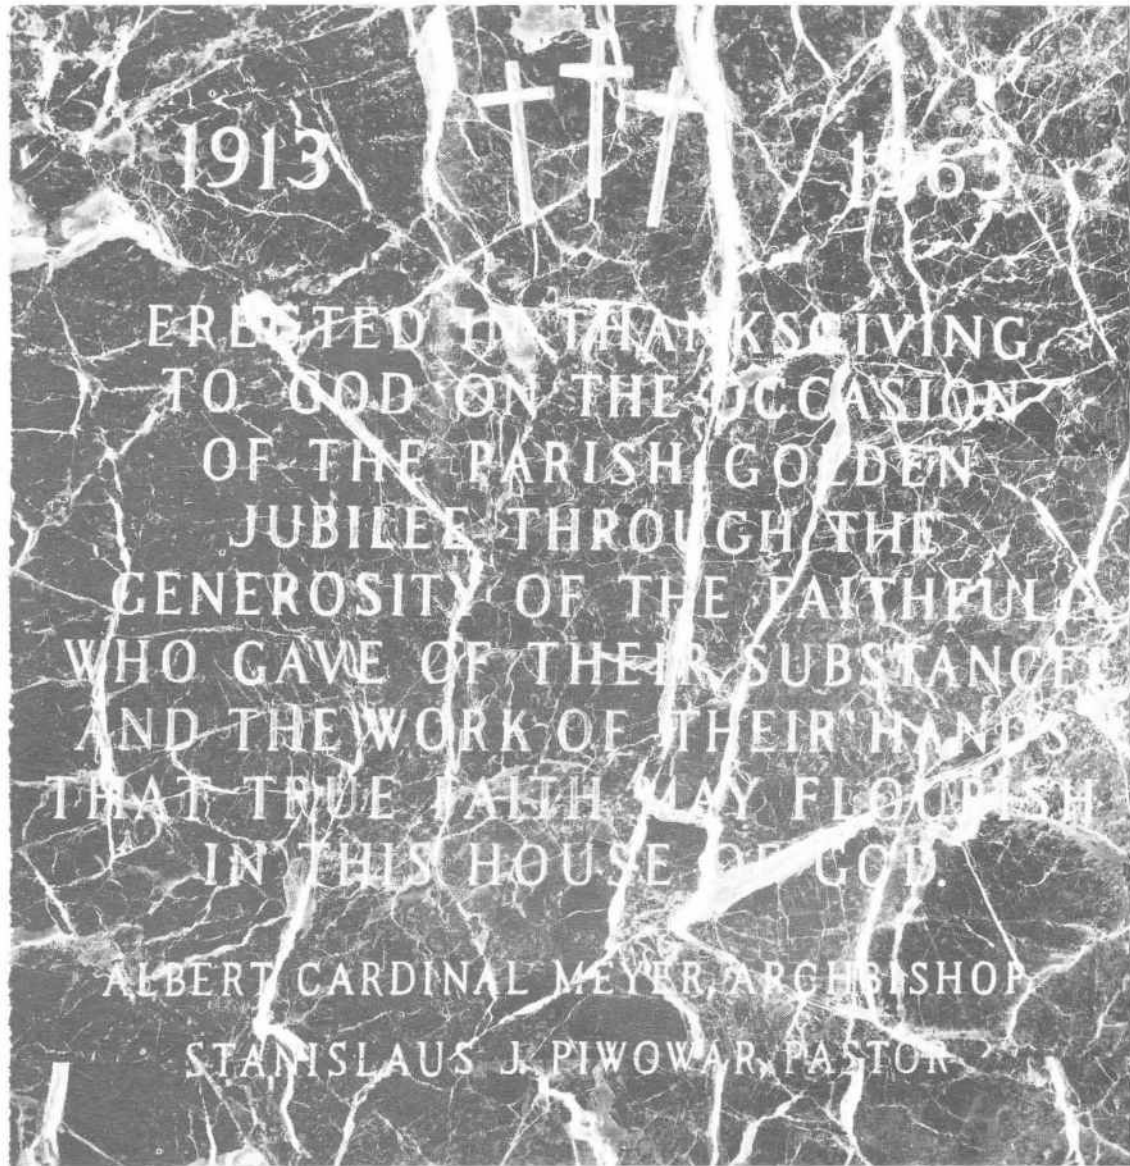 1913 1963
ERECTED IN THANKSGIVING
TO GOD ON THE OCCASION
OF THE PARISH GOLDEN
JUBILEE THROUGH THE
GENEROSITY OF THE FAITHFUL
WHO GAVE OF THEIR SUBSTANCE
AND THE WORK OF THEIR HANDS
THAT TRUE FAITH MAY FLOURISH
IN THIS HOUSE OF GOD.
ALBERT CARDINAL MEYER, ARCHBISHOP
STANISLAUS J. PIWOWAR, PASTOR